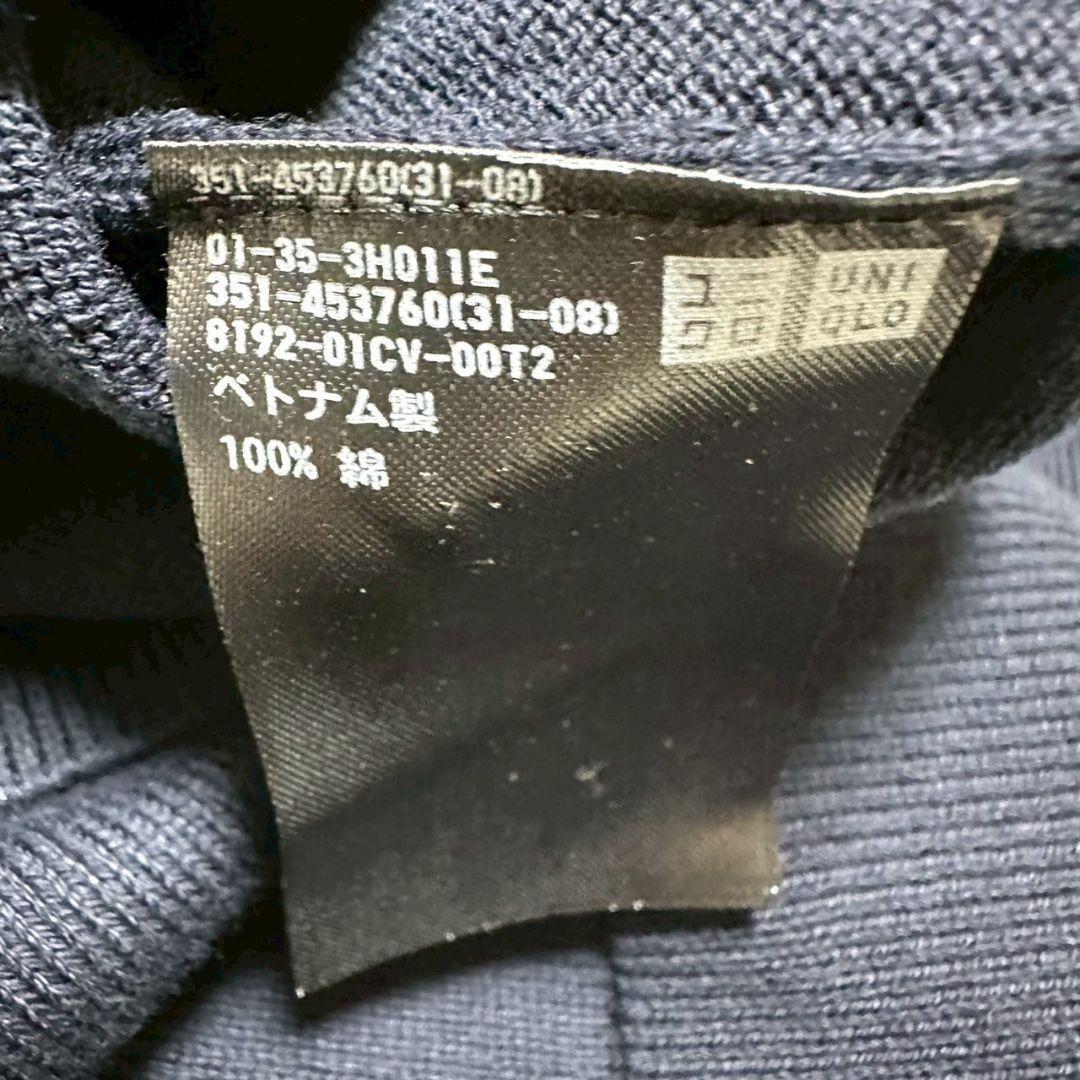 351-453760(31-08)
01-35-3H011E
351-453760(31-08)
8192-01CV-00T2
ベトナム製
100% 綿
ユニ
クロ
UNI
QLO